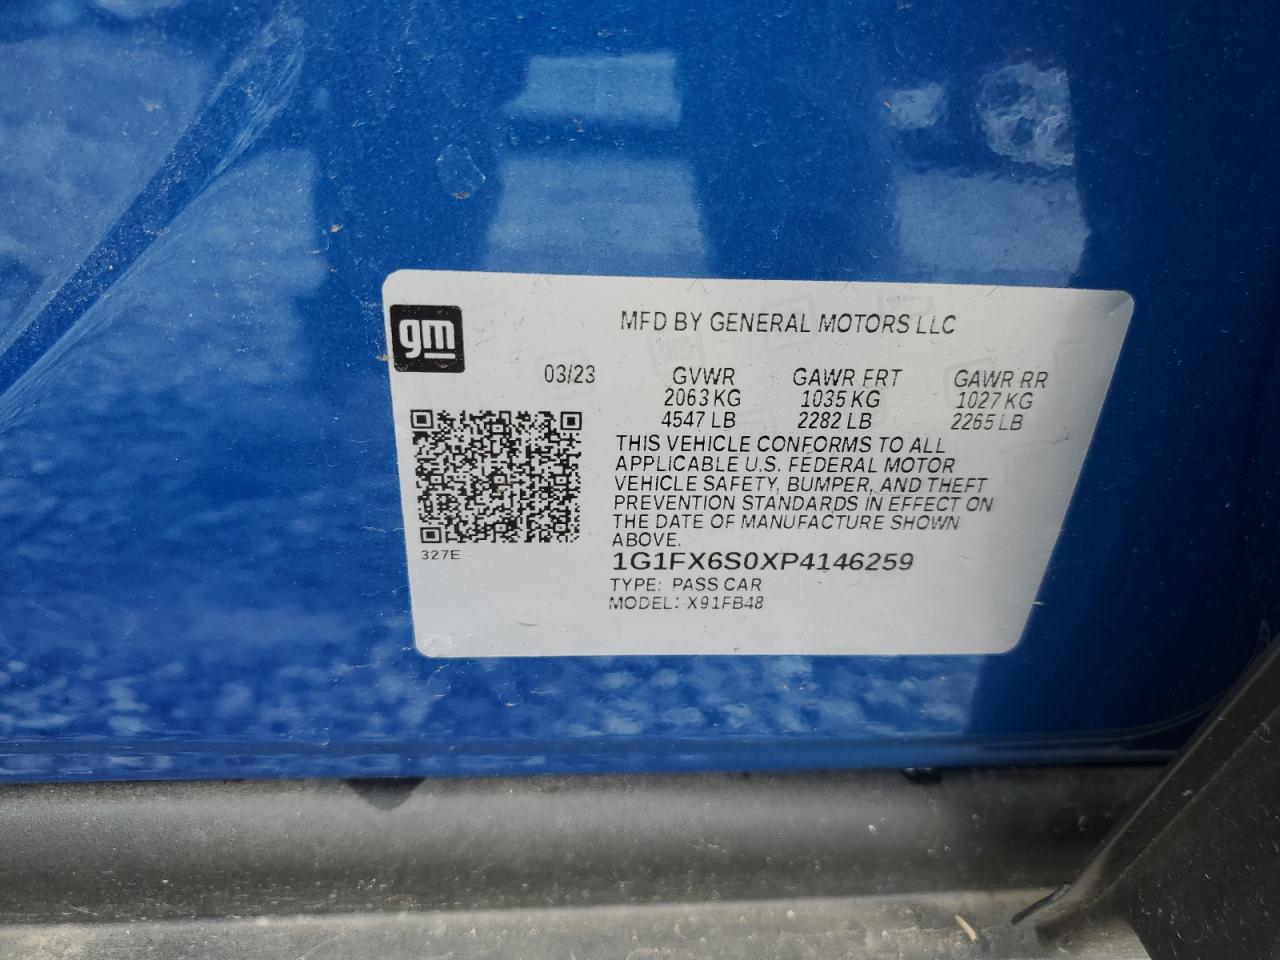 gm
MFD BY GENERAL MOTORS LLC
03/23 GVWR GAWR FRT GAWR RR
2063 KG 1035 KG 1027 KG
4547 LB 2282 LB 2265 LB
THIS VEHICLE CONFORMS TO ALL
APPLICABLE U.S. FEDERAL MOTOR
VEHICLE SAFETY, BUMPER, AND THEFT
PREVENTION STANDARDS IN EFFECT ON
THE DATE OF MANUFACTURE SHOWN
ABOVE.
327E
1G1FX6S0XP4146259
TYPE: PASS CAR
MODEL: X91FB48